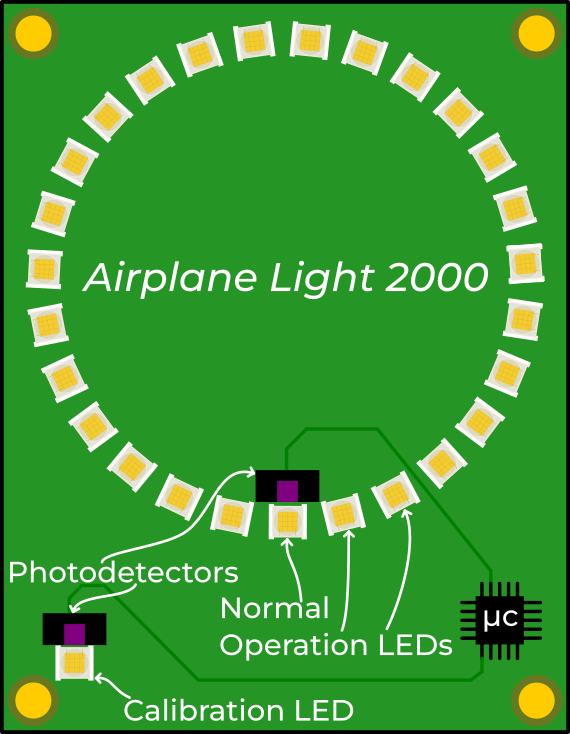 Airplane Light 2000
Photodetectors
Normal
Operation LEDs
µc
Calibration LED